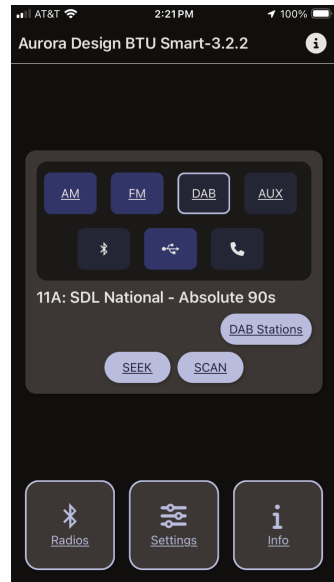 AT&T 2:21 PM 100%
Aurora Design BTU Smart-3.2.2
AM FM DAB AUX
11A: SDL National - Absolute 90s
DAB Stations
SEEK SCAN
Radios Settings Info